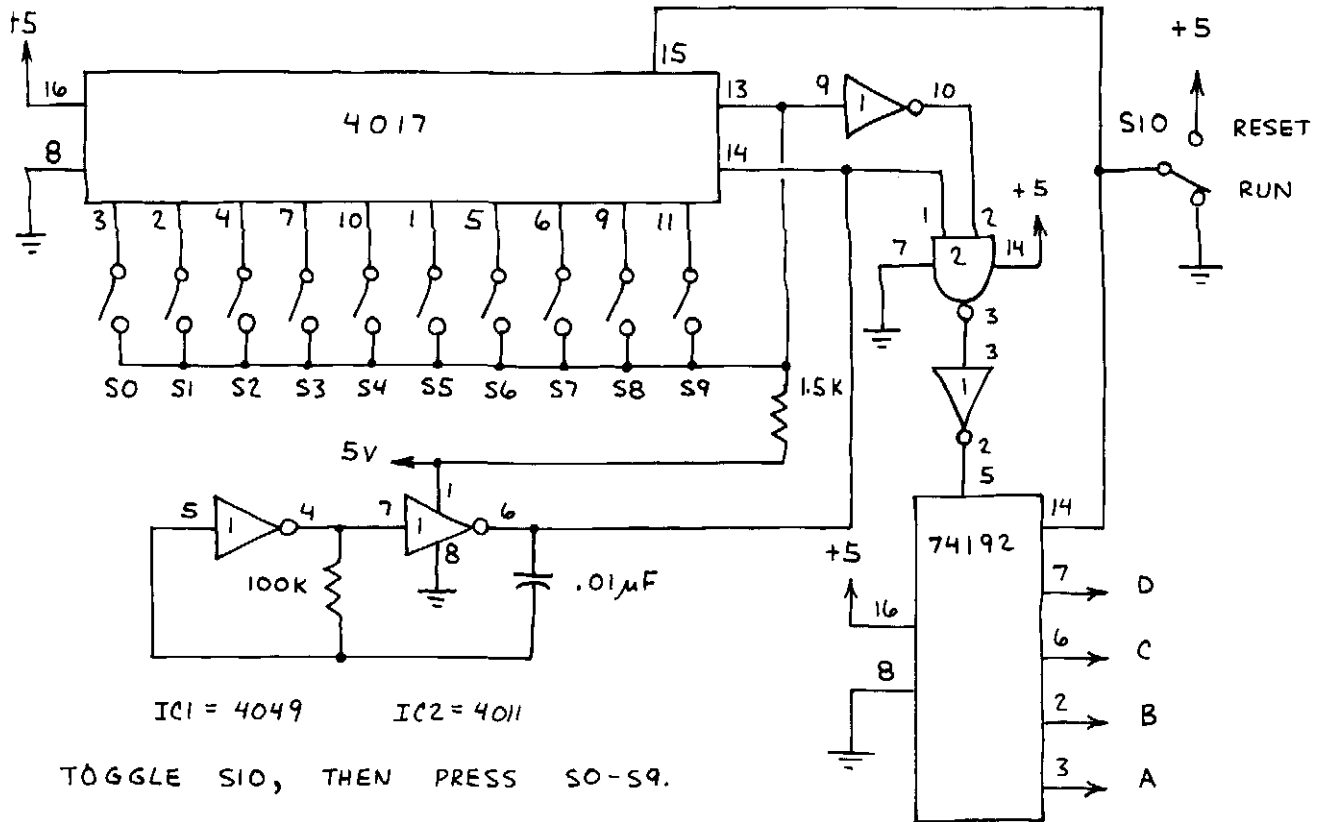 +5
15
+5
16
4017
13
9
1
10
S10
RESET
8
14
RUN
+5
3
2
4
7
10
1
5
6
9
11
1
2
7
2
14
3
3
S0
S1
S2
S3
S4
S5
S6
S7
S8
S9
1.5K
1
2
5V
1
5
5
1
4
7
1
6
14
74192
8
+5
100K
.01µF
7
D
16
6
C
8
IC1 = 4049
IC2 = 4011
2
B
TOGGLE S10, THEN PRESS S0-S9.
3
A